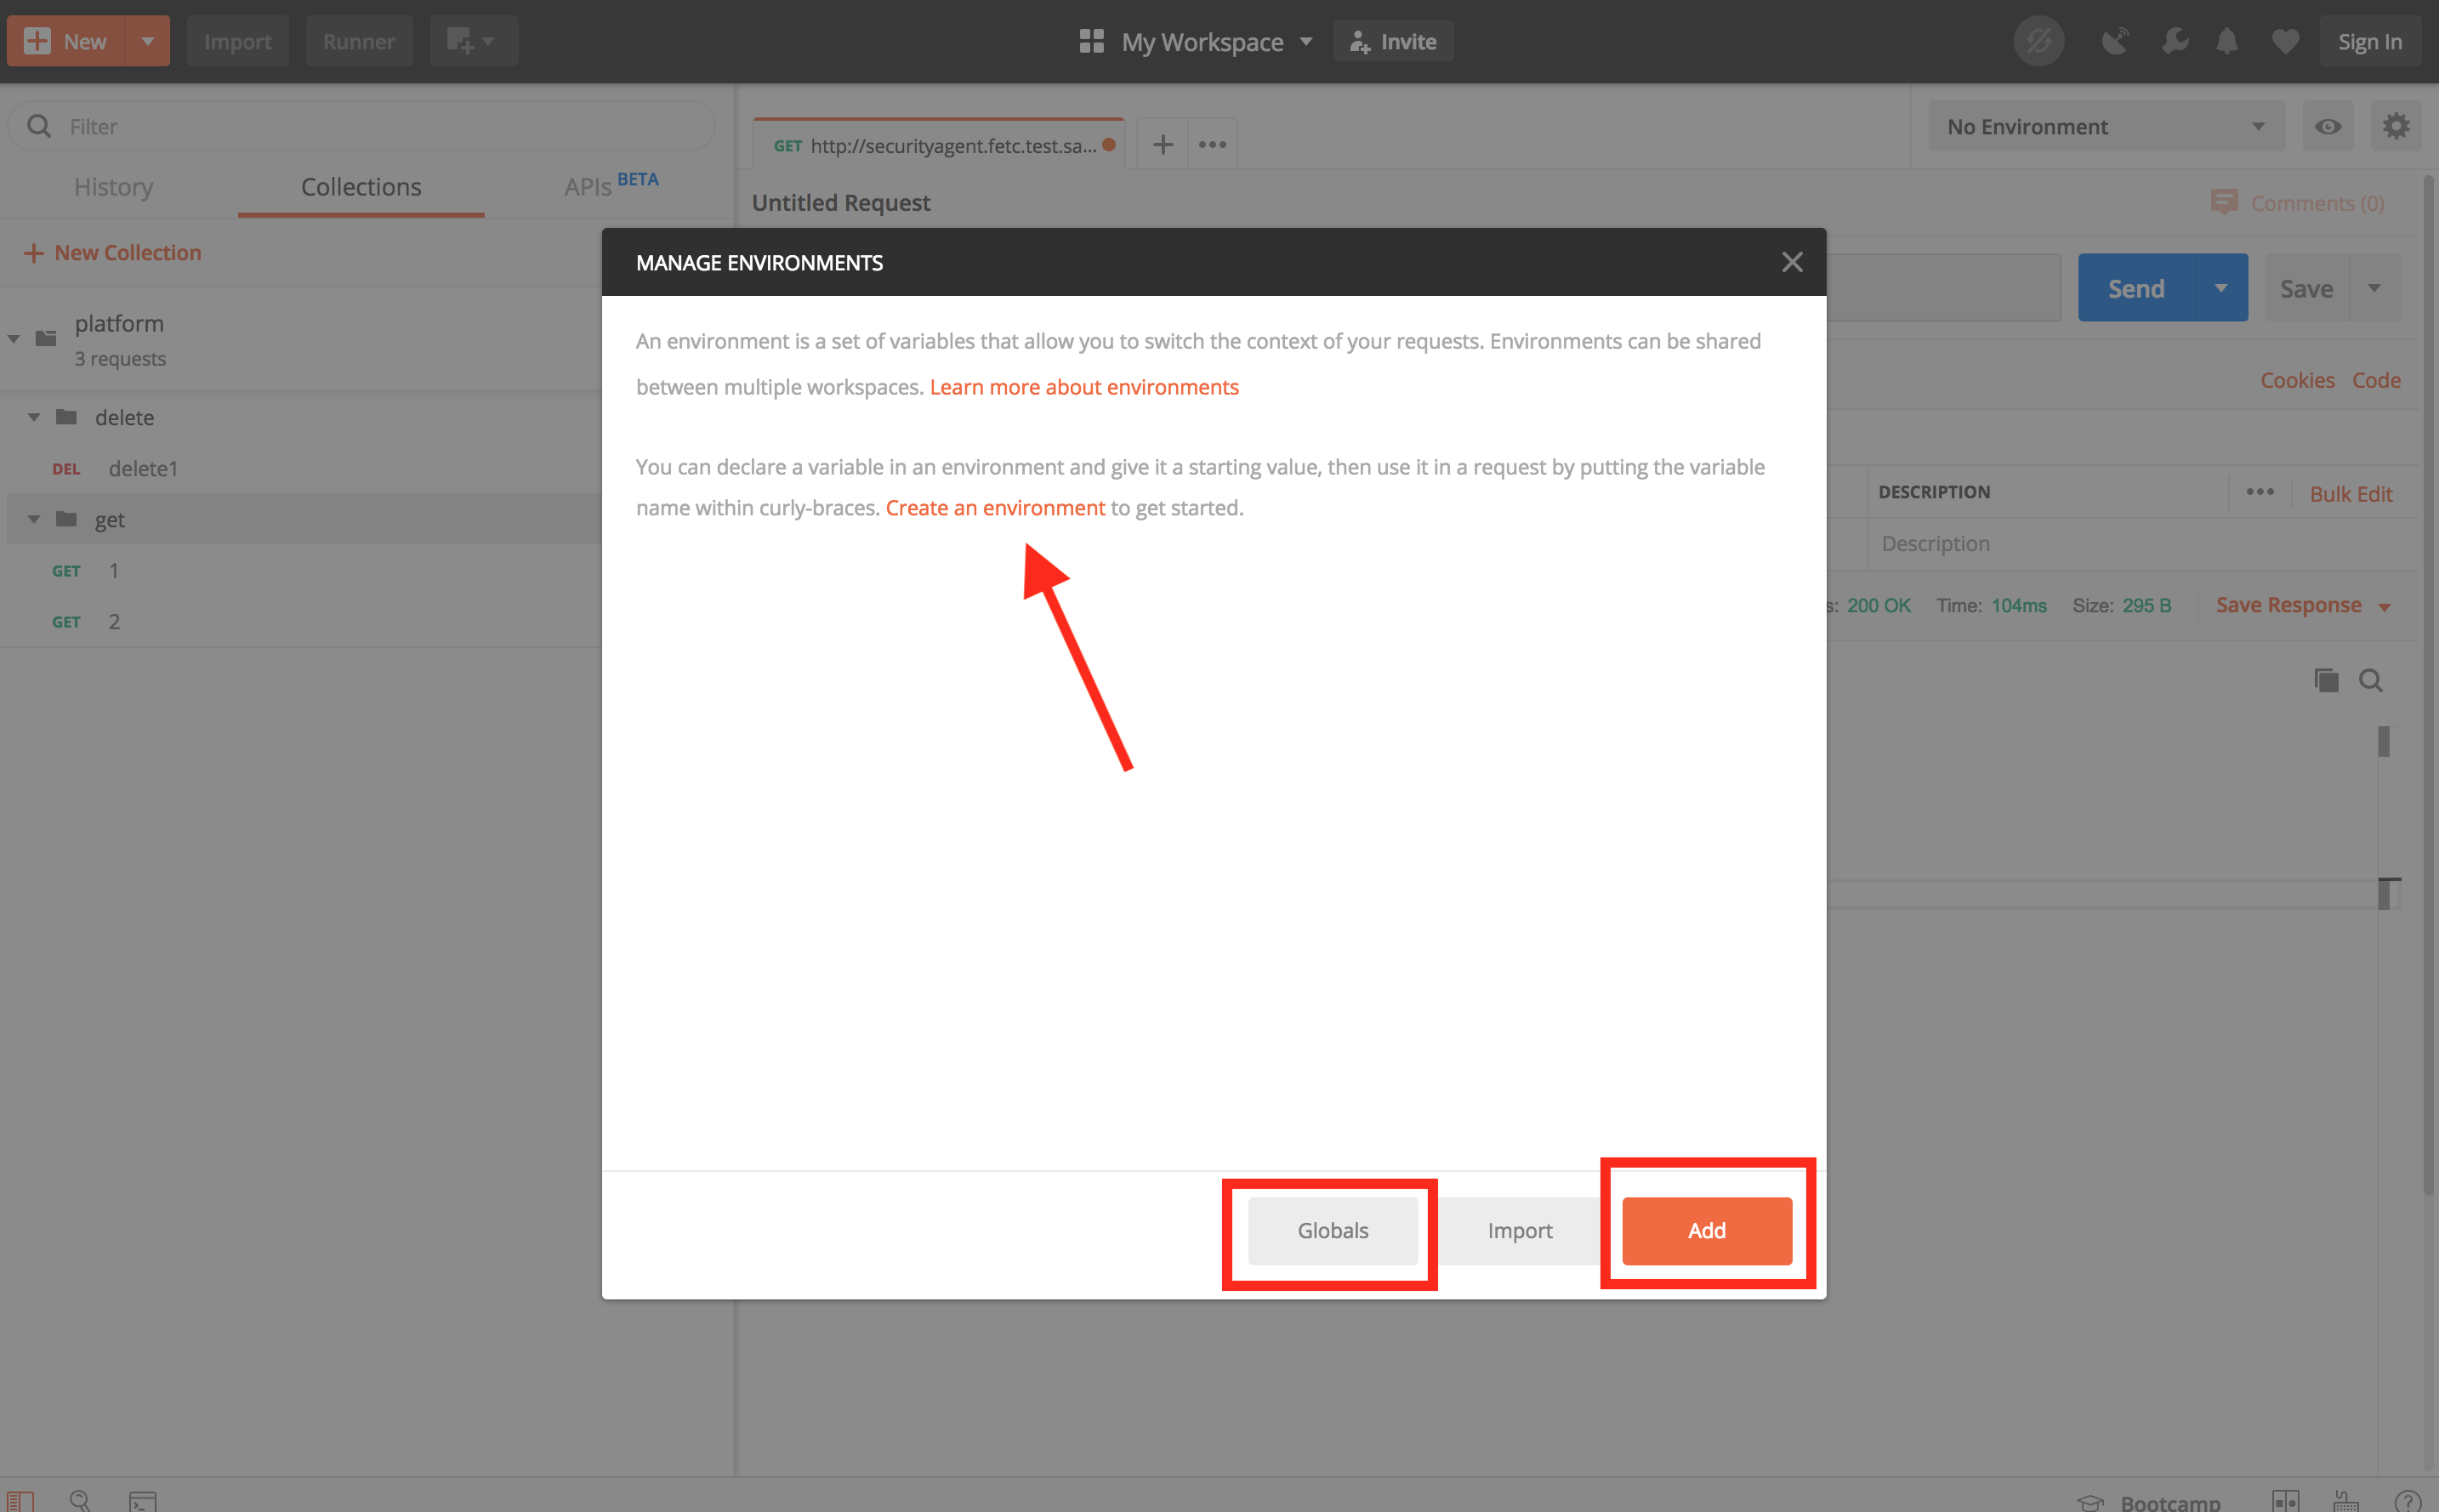 New
Import
Runner
My Workspace
Invite
Sign In
Filter
GET http://securityagent.fetc.test.sa...
No Environment
History
Collections
APIs BETA
Untitled Request
Comments (0)
+ New Collection
MANAGE ENVIRONMENTS
Send
Save
platform
3 requests
An environment is a set of variables that allow you to switch the context of your requests. Environments can be shared
between multiple workspaces. Learn more about environments
Cookies Code
delete
DEL delete1
You can declare a variable in an environment and give it a starting value, then use it in a request by putting the variable
name within curly-braces. Create an environment to get started.
DESCRIPTION
Bulk Edit
get
Description
GET 1
s: 200 OK Time: 104ms Size: 295 B Save Response
GET 2
Globals
Import
Add
Bootcamp